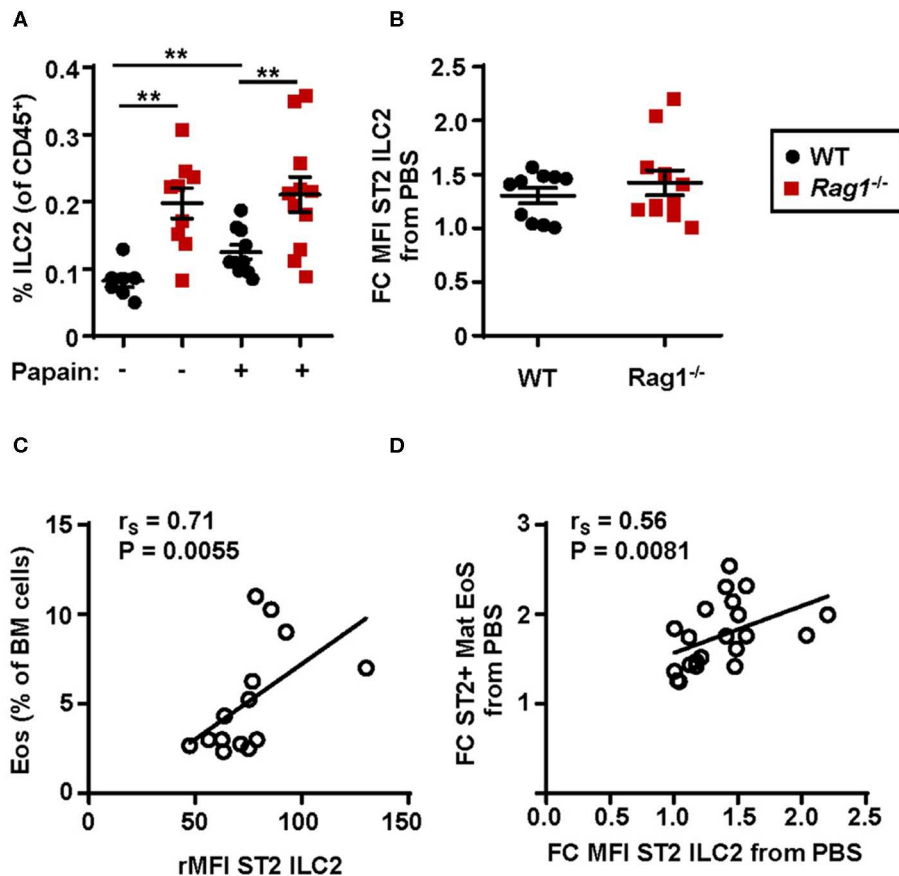 A
% ILC2 (of CD45⁺)
0.4
0.3
0.2
0.1
0
**
**
**
Papain: - - + +
B
FC MFI ST2 ILC2
from PBS
2.5
2.0
1.5
1.0
0.5
0
WT Rag1⁻/⁻
WT
Rag1⁻/⁻
C
Eos (% of BM cells)
15
10
5
0
rS = 0.71
P = 0.0055
0 50 100 150
rMFI ST2 ILC2
D
FC ST2+ Mat EoS
from PBS
3
2
1
rS = 0.56
P = 0.0081
0.0 0.5 1.0 1.5 2.0 2.5
FC MFI ST2 ILC2 from PBS